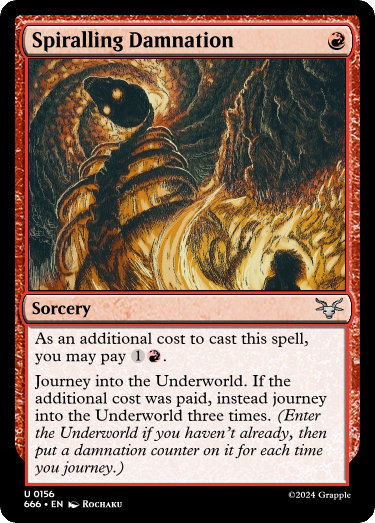 Spiralling Damnation
Sorcery
As an additional cost to cast this spell,
you may pay 1 .
Journey into the Underworld. If the
additional cost was paid, instead journey
into the Underworld three times. (Enter
the Underworld if you haven't already, then
put a damnation counter on it for each time
you journey.)
U 0156
666 • EN Rochaku
©2024 Grapple